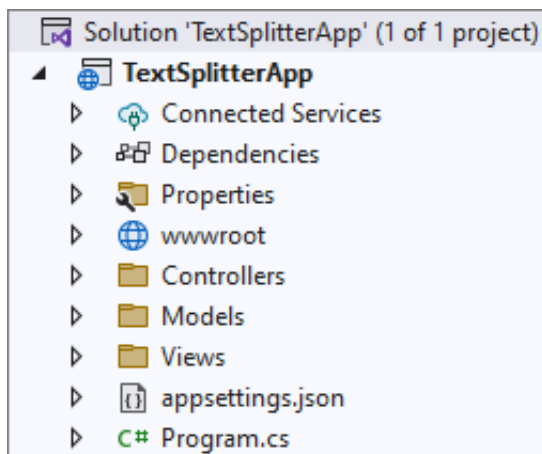 Solution 'TextSplitterApp' (1 of 1 project)
TextSplitterApp
Connected Services
Dependencies
Properties
wwwroot
Controllers
Models
Views
appsettings.json
C# Program.cs